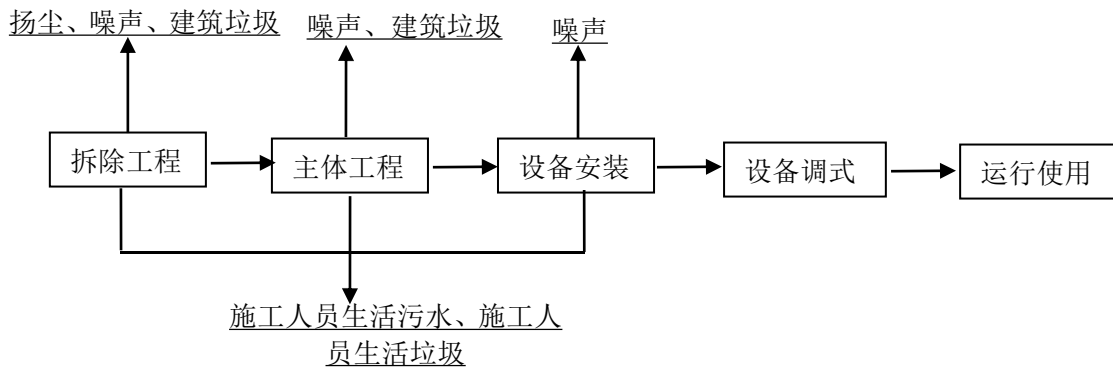 扬尘、噪声、建筑垃圾
噪声、建筑垃圾
噪声
拆除工程
主体工程
设备安装
设备调式
运行使用
施工人员生活污水、施工人
员生活垃圾